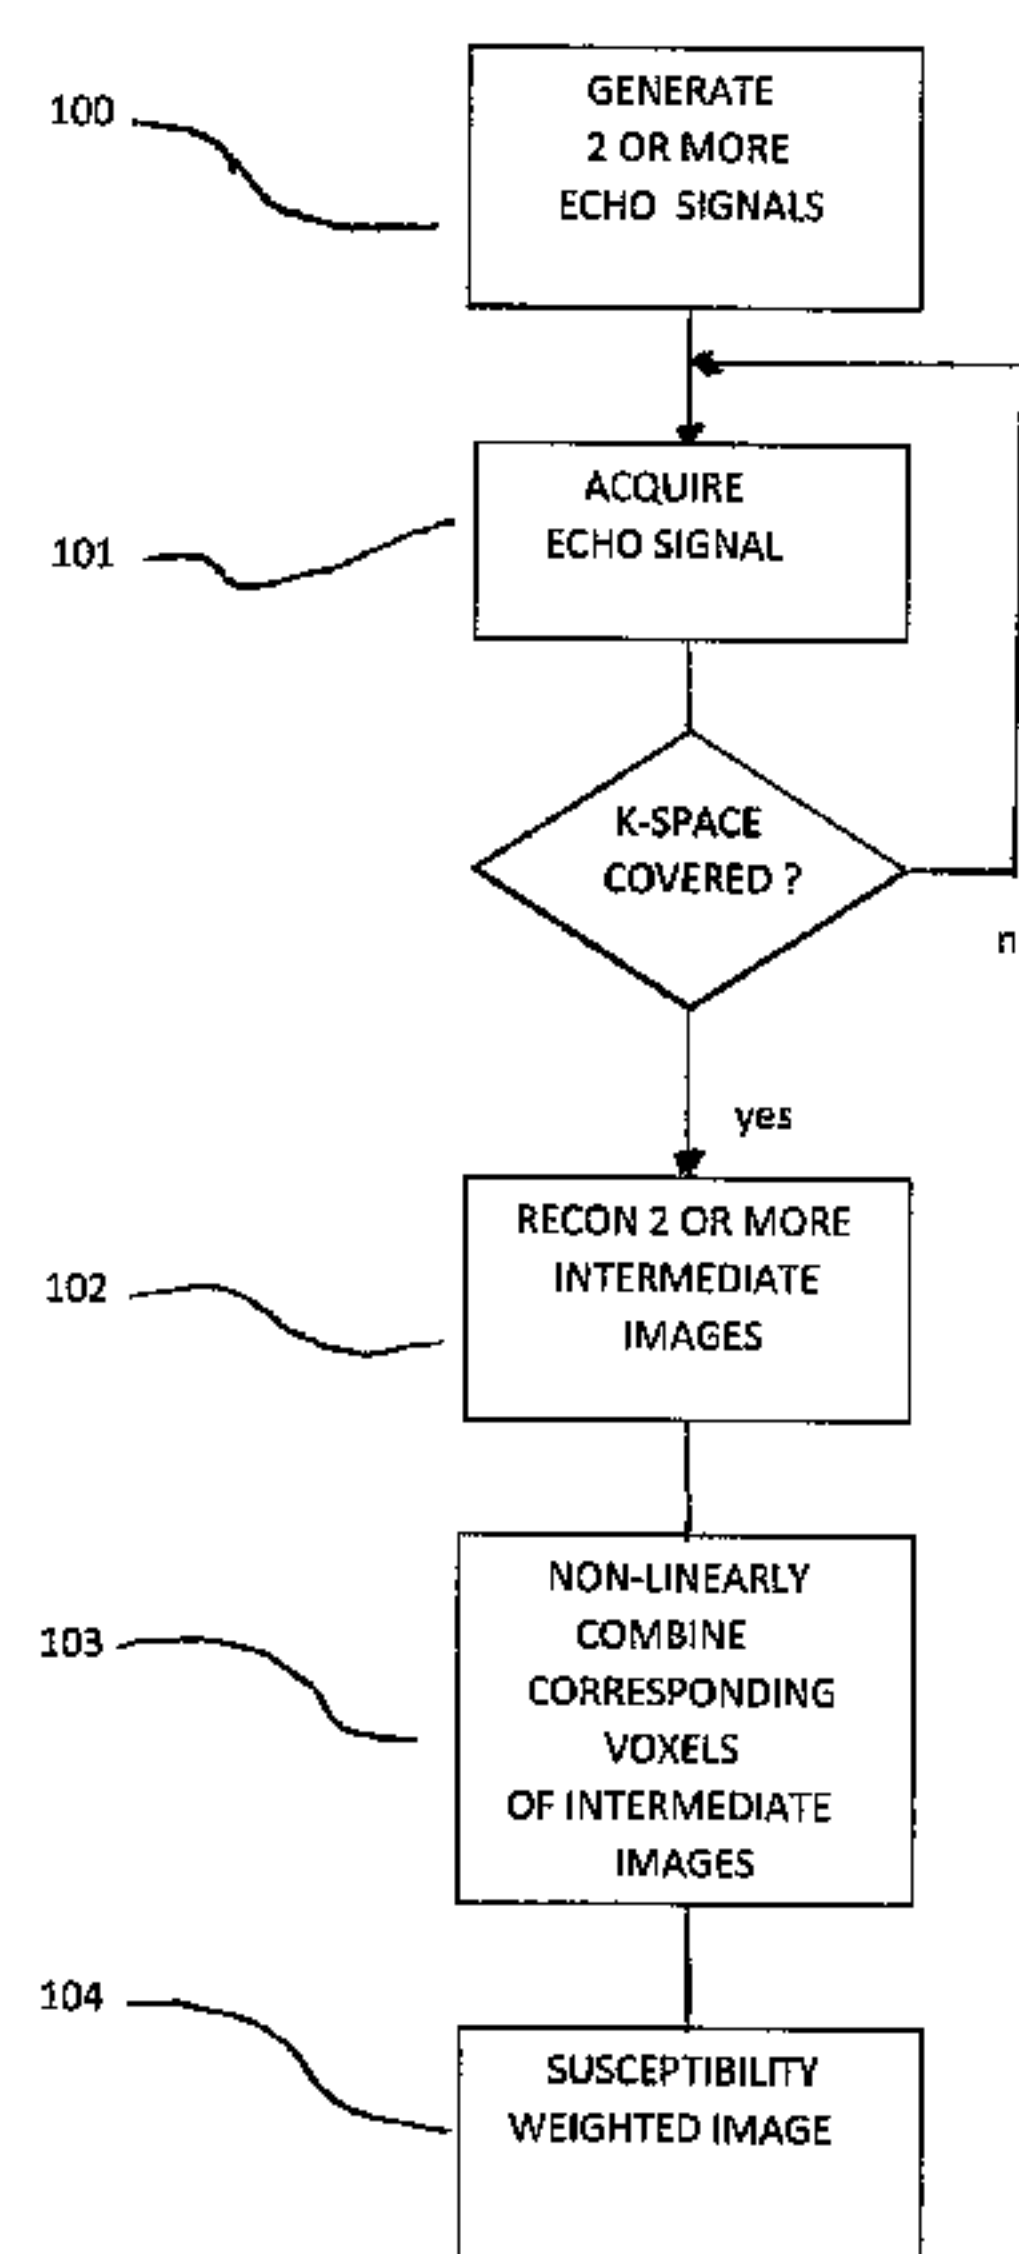 100
GENERATE
2 OR MORE
ECHO SIGNALS
101
ACQUIRE
ECHO SIGNAL
K-SPACE
COVERED ?
n
yes
102
RECON 2 OR MORE
INTERMEDIATE
IMAGES
103
NON-LINEARLY
COMBINE
CORRESPONDING
VOXELS
OF INTERMEDIATE
IMAGES
104
SUSCEPTIBILITY
WEIGHTED IMAGE